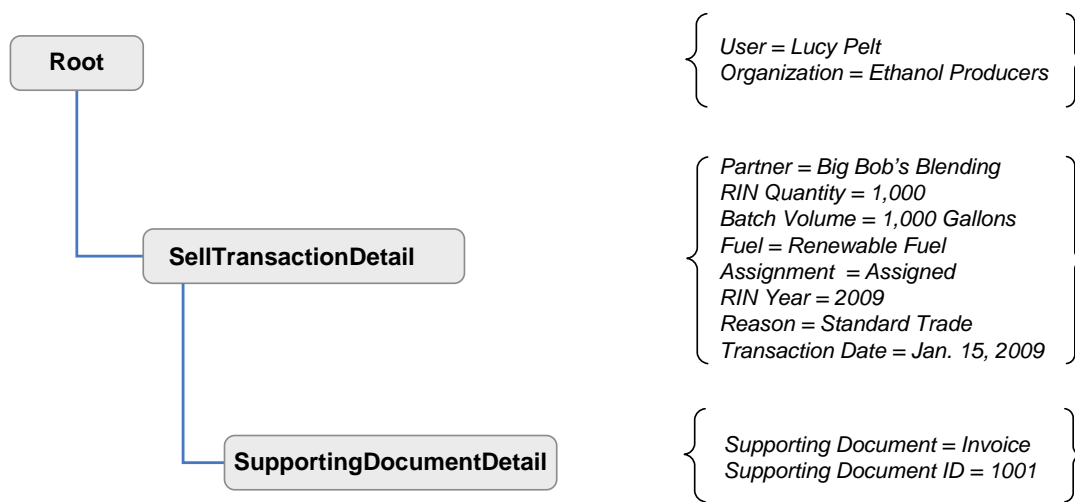 Root
User = Lucy Pelt
Organization = Ethanol Producers
SellTransactionDetail
Partner = Big Bob's Blending
RIN Quantity = 1,000
Batch Volume = 1,000 Gallons
Fuel = Renewable Fuel
Assignment = Assigned
RIN Year = 2009
Reason = Standard Trade
Transaction Date = Jan. 15, 2009
SupportingDocumentDetail
Supporting Document = Invoice
Supporting Document ID = 1001